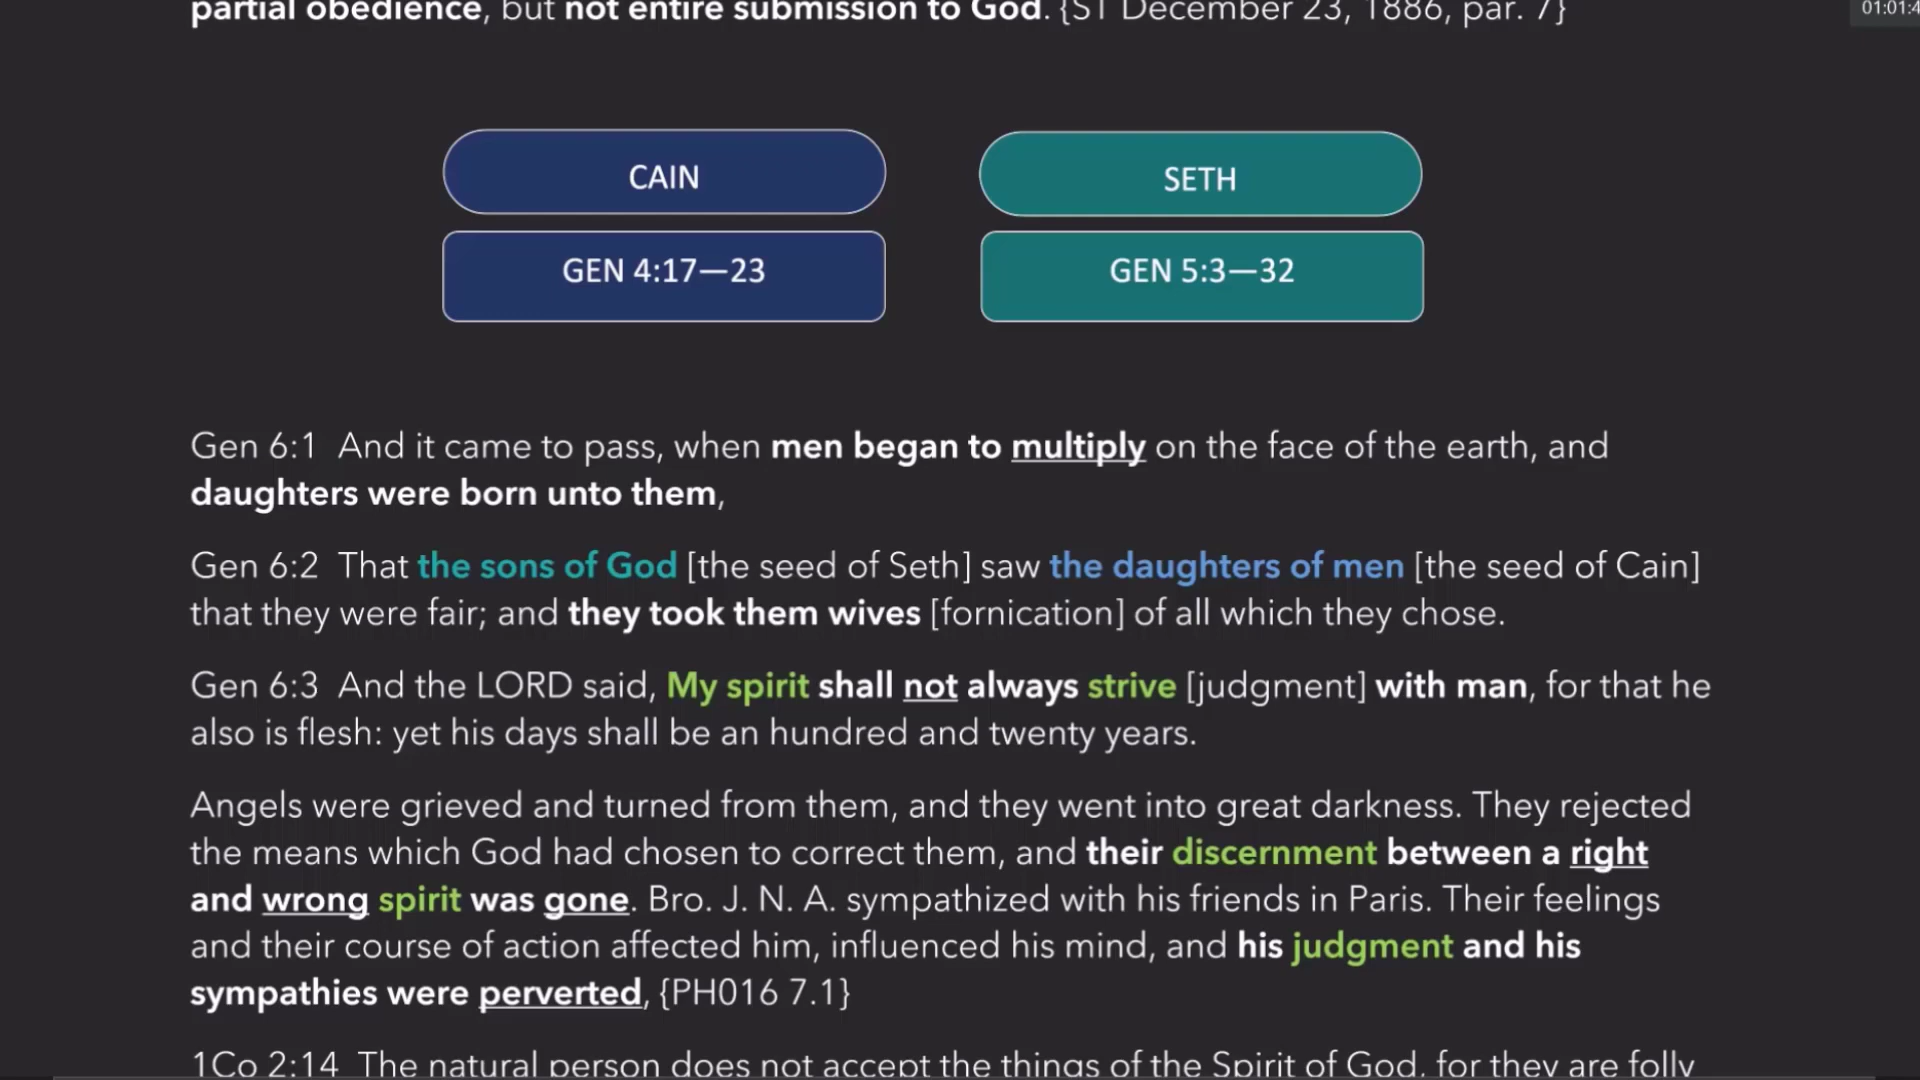 partial obedience, but not entire submission to God. {ST December 23, 1886, par. 7}
01:01:4
CAIN
SETH
GEN 4:17—23
GEN 5:3—32
Gen 6:1 And it came to pass, when men began to multiply on the face of the earth, and
daughters were born unto them,
Gen 6:2 That the sons of God [the seed of Seth] saw the daughters of men [the seed of Cain]
that they were fair; and they took them wives [fornication] of all which they chose.
Gen 6:3 And the LORD said, My spirit shall not always strive [judgment] with man, for that he
also is flesh: yet his days shall be an hundred and twenty years.
Angels were grieved and turned from them, and they went into great darkness. They rejected
the means which God had chosen to correct them, and their discernment between a right
and wrong spirit was gone. Bro. J. N. A. sympathized with his friends in Paris. Their feelings
and their course of action affected him, influenced his mind, and his judgment and his
sympathies were perverted, {PH016 7.1}
1Co 2:14 The natural person does not accept the things of the Spirit of God, for they are folly